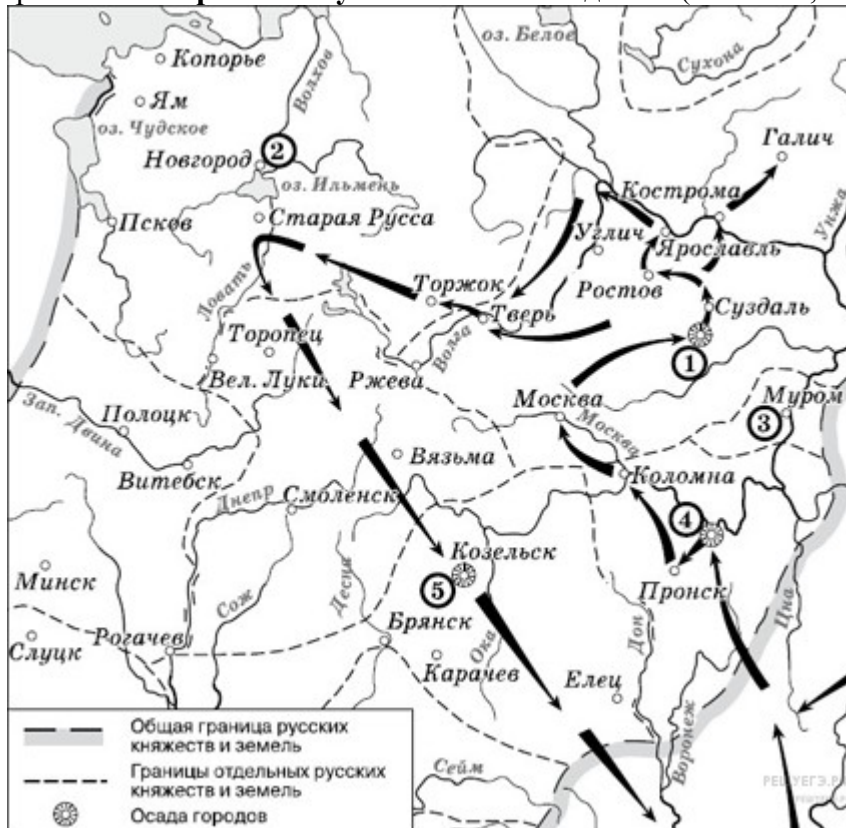 оз. Белое
Сухона
Копорье
Волхов
Ям
оз. Чудское
Галич
Новгород
2
оз. Ильмень
Кострома
Унжа
Псков
Старая Русса
Углич
Ярославль
Торжок
Ростов
Ловать
Суздаль
Тверь
Торопец
Волга
1
Вел. Луки
Ржева
Москва
Муром
Зап. Двина
Полоцк
Москва
3
Витебск
Вязьма
Коломна
Днепр
Смоленск
4
Козельск
Минск
Сож
Десна
5
Пронск
Цна
Слуцк
Рогачев
Брянск
Ока
Дон
Карачев
Елец
Воронеж
Общая граница русских
княжеств и земель
Границы отдельных русских
княжеств и земель
Сейм
Осада городов